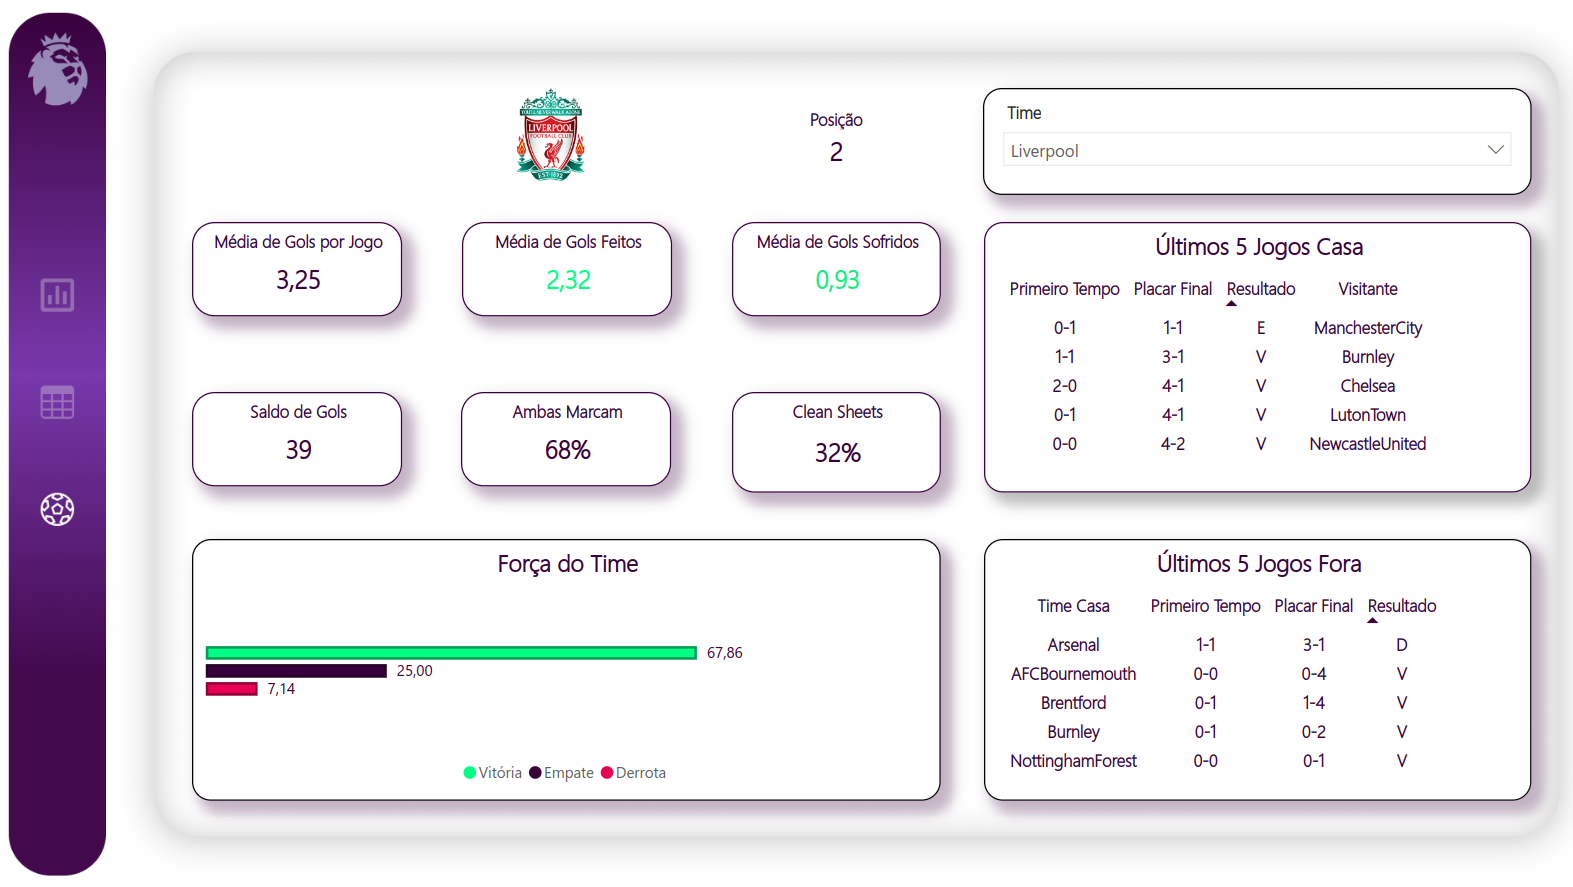 YOU'LL NEVER WALK ALONE
LIVERPOOL
FOOTBALL CLUB
EST·1892
Posição
2
Time
Liverpool
Média de Gols por Jogo
3,25
Média de Gols Feitos
2,32
Média de Gols Sofridos
0,93
Saldo de Gols
39
Ambas Marcam
68%
Clean Sheets
32%
Últimos 5 Jogos Casa
Primeiro Tempo Placar Final Resultado Visitante
0-1 1-1 E ManchesterCity
1-1 3-1 V Burnley
2-0 4-1 V Chelsea
0-1 4-1 V LutonTown
0-0 4-2 V NewcastleUnited
Força do Time
67,86
25,00
7,14
Vitória Empate Derrota
Últimos 5 Jogos Fora
Time Casa Primeiro Tempo Placar Final Resultado
Arsenal 1-1 3-1 D
AFCBournemouth 0-0 0-4 V
Brentford 0-1 1-4 V
Burnley 0-1 0-2 V
NottinghamForest 0-0 0-1 V